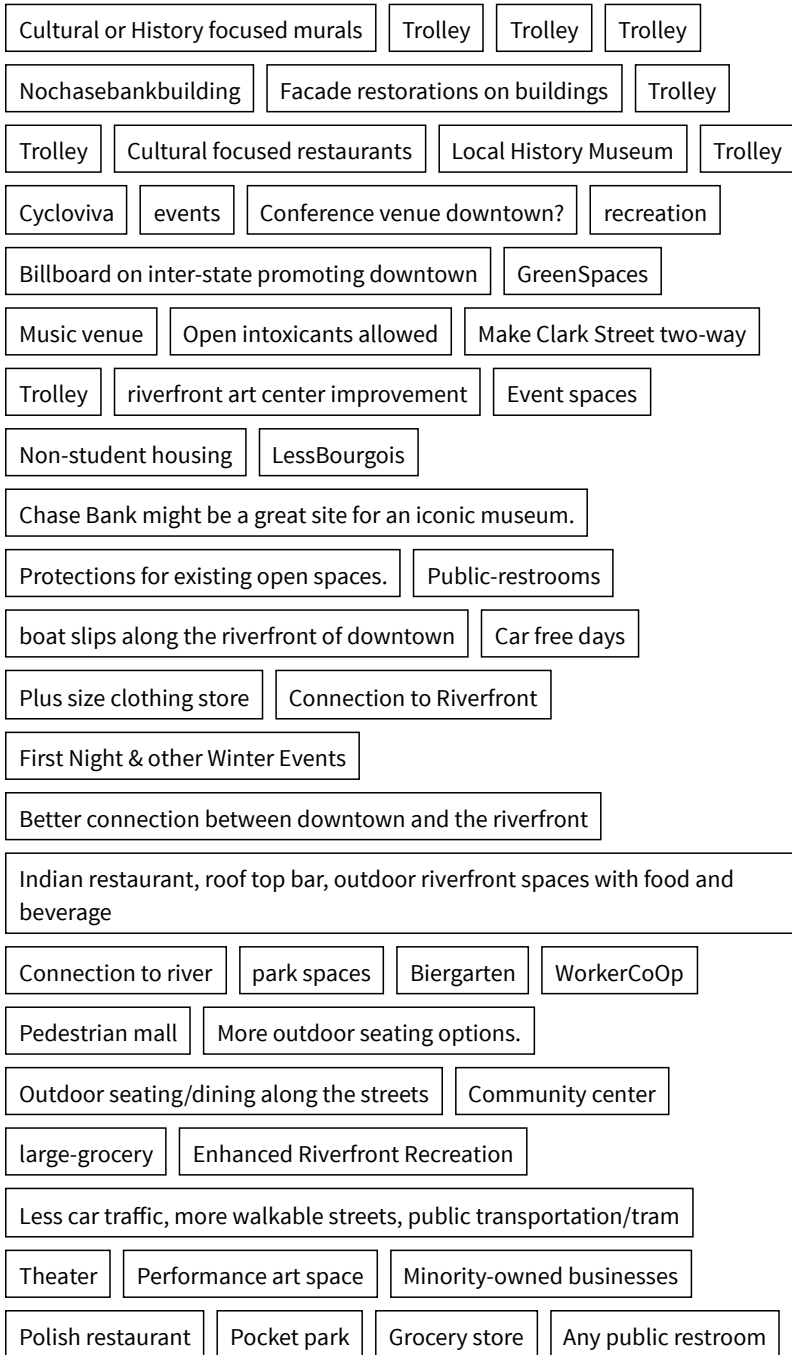 Cultural or History focused murals Trolley Trolley Trolley
Nochasebankbuilding Facade restorations on buildings Trolley
Trolley Cultural focused restaurants Local History Museum Trolley
Cycloviva events Conference venue downtown? recreation
Billboard on inter-state promoting downtown GreenSpaces
Music venue Open intoxicants allowed Make Clark Street two-way
Trolley riverfront art center improvement Event spaces
Non-student housing LessBourgois
Chase Bank might be a great site for an iconic museum.
Protections for existing open spaces. Public-restrooms
boat slips along the riverfront of downtown Car free days
Plus size clothing store Connection to Riverfront
First Night & other Winter Events
Better connection between downtown and the riverfront
Indian restaurant, roof top bar, outdoor riverfront spaces with food and
beverage
Connection to river park spaces Biergarten WorkerCoOp
Pedestrian mall More outdoor seating options.
Outdoor seating/dining along the streets Community center
large-grocery Enhanced Riverfront Recreation
Less car traffic, more walkable streets, public transportation/tram
Theater Performance art space Minority-owned businesses
Polish restaurant Pocket park Grocery store Any public restroom